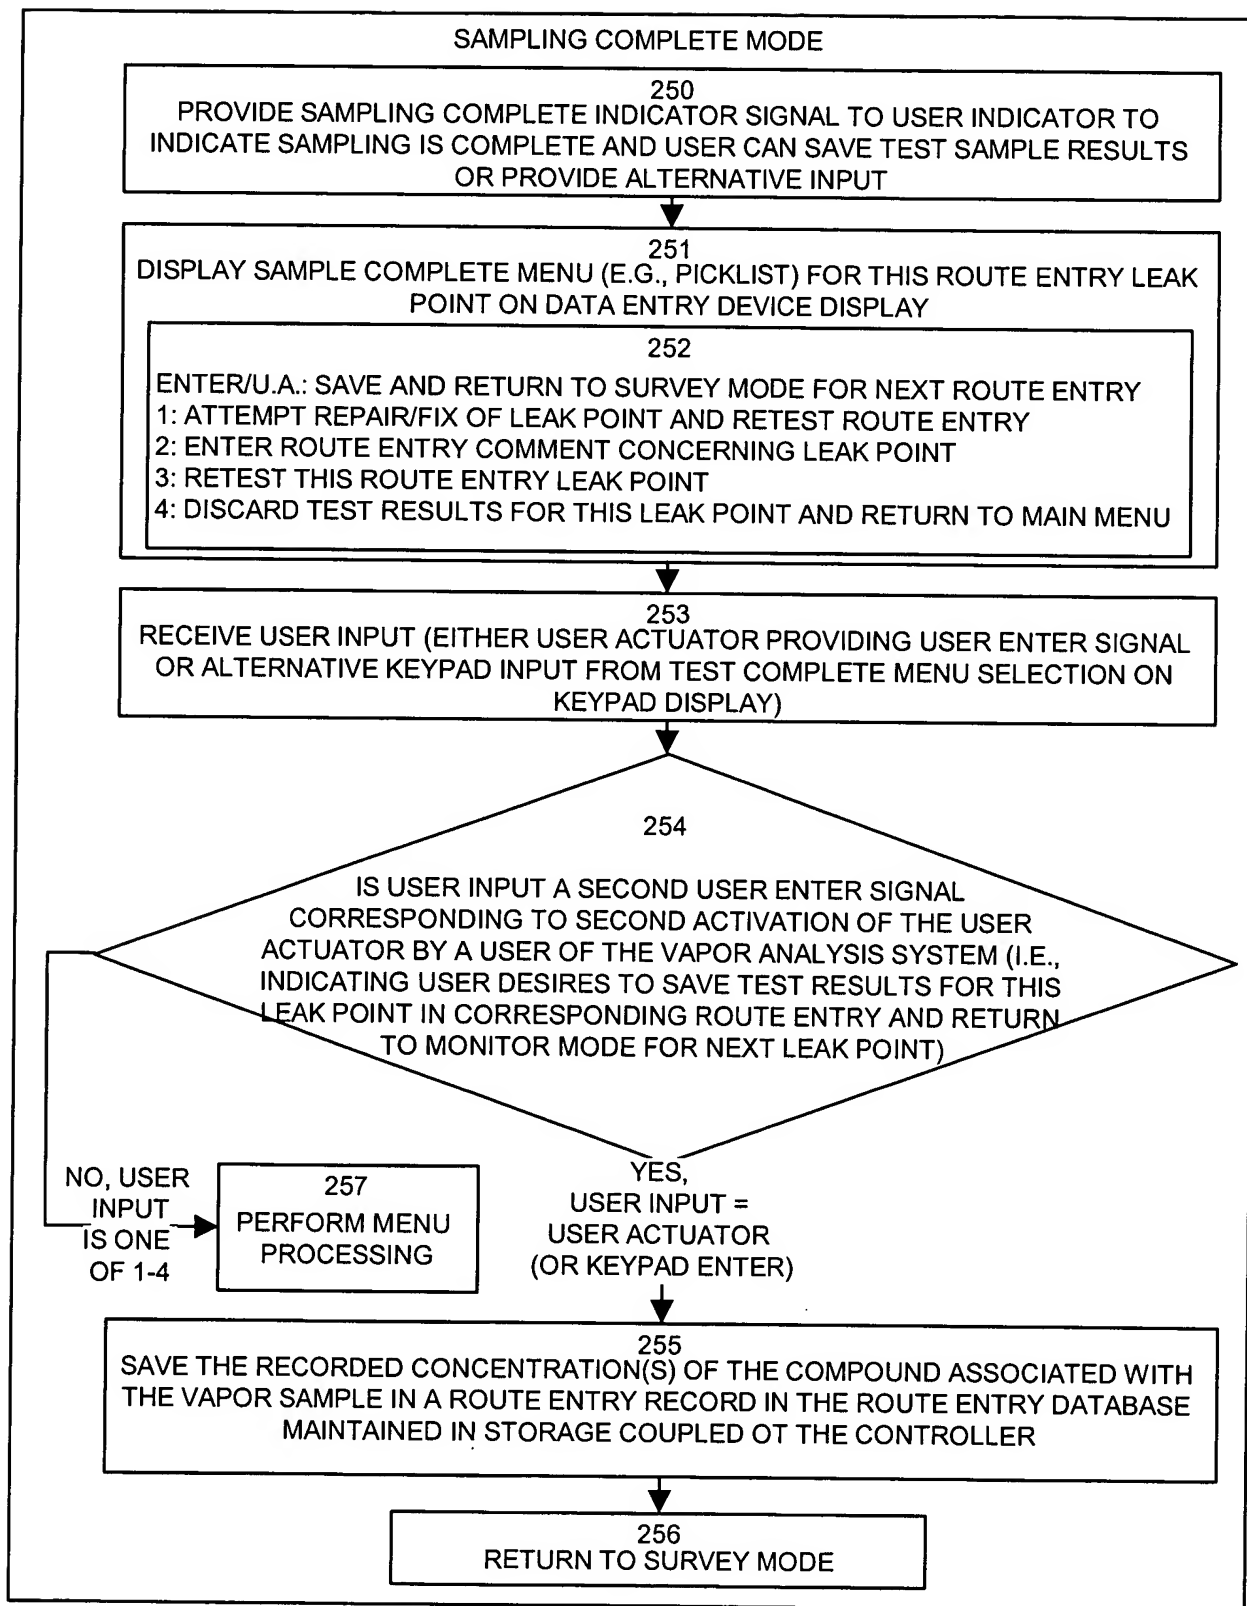 SAMPLING COMPLETE MODE
250
PROVIDE SAMPLING COMPLETE INDICATOR SIGNAL TO USER INDICATOR TO
INDICATE SAMPLING IS COMPLETE AND USER CAN SAVE TEST SAMPLE RESULTS
OR PROVIDE ALTERNATIVE INPUT
251
DISPLAY SAMPLE COMPLETE MENU (E.G., PICKLIST) FOR THIS ROUTE ENTRY LEAK
POINT ON DATA ENTRY DEVICE DISPLAY
252
ENTER/U.A.: SAVE AND RETURN TO SURVEY MODE FOR NEXT ROUTE ENTRY
1: ATTEMPT REPAIR/FIX OF LEAK POINT AND RETEST ROUTE ENTRY
2: ENTER ROUTE ENTRY COMMENT CONCERNING LEAK POINT
3: RETEST THIS ROUTE ENTRY LEAK POINT
4: DISCARD TEST RESULTS FOR THIS LEAK POINT AND RETURN TO MAIN MENU
253
RECEIVE USER INPUT (EITHER USER ACTUATOR PROVIDING USER ENTER SIGNAL
OR ALTERNATIVE KEYPAD INPUT FROM TEST COMPLETE MENU SELECTION ON
KEYPAD DISPLAY)
254
IS USER INPUT A SECOND USER ENTER SIGNAL
CORRESPONDING TO SECOND ACTIVATION OF THE USER
ACTUATOR BY A USER OF THE VAPOR ANALYSIS SYSTEM (I.E.,
INDICATING USER DESIRES TO SAVE TEST RESULTS FOR THIS
LEAK POINT IN CORRESPONDING ROUTE ENTRY AND RETURN
TO MONITOR MODE FOR NEXT LEAK POINT)
NO, USER
INPUT
IS ONE
OF 1-4
257
PERFORM MENU
PROCESSING
YES,
USER INPUT =
USER ACTUATOR
(OR KEYPAD ENTER)
255
SAVE THE RECORDED CONCENTRATION(S) OF THE COMPOUND ASSOCIATED WITH
THE VAPOR SAMPLE IN A ROUTE ENTRY RECORD IN THE ROUTE ENTRY DATABASE
MAINTAINED IN STORAGE COUPLED OT THE CONTROLLER
256
RETURN TO SURVEY MODE